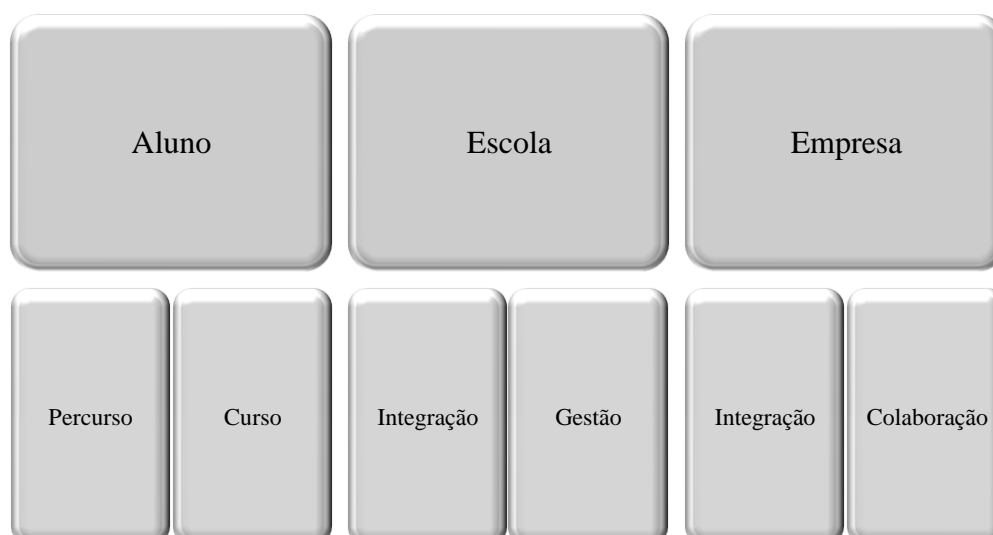 Aluno
Escola
Empresa
Percurso
Curso
Integração
Gestão
Integração
Colaboração